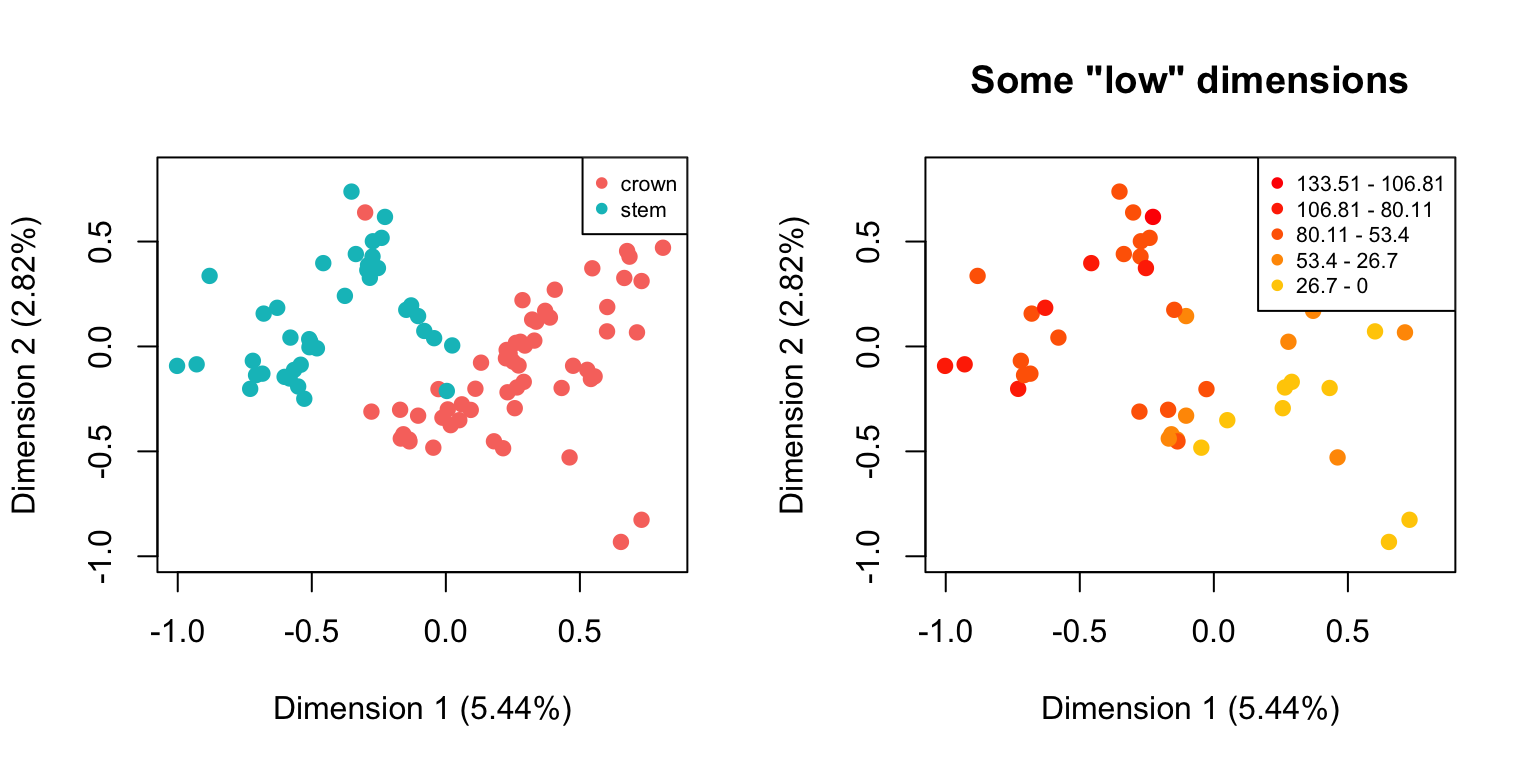 Some "low" dimensions
crown
stem
Dimension 2 (2.82%)
0.5
0.0
-0.5
-1.0
-1.0
-0.5
0.0
0.5
Dimension 1 (5.44%)
133.51 - 106.81
106.81 - 80.11
80.11 - 53.4
53.4 - 26.7
26.7 - 0
Dimension 2 (2.82%)
0.5
0.0
-0.5
-1.0
-1.0
-0.5
0.0
0.5
Dimension 1 (5.44%)